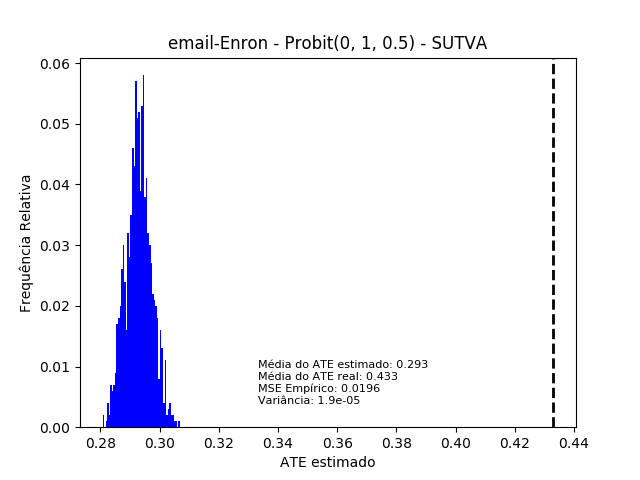 email-Enron - Probit(0, 1, 0.5) - SUTVA
Frequência Relativa
0.06
0.05
0.04
0.03
0.02
0.01
0.00
Média do ATE estimado: 0.293
Média do ATE real: 0.433
MSE Empírico: 0.0196
Variância: 1.9e-05
0.28 0.30 0.32 0.34 0.36 0.38 0.40 0.42 0.44
ATE estimado